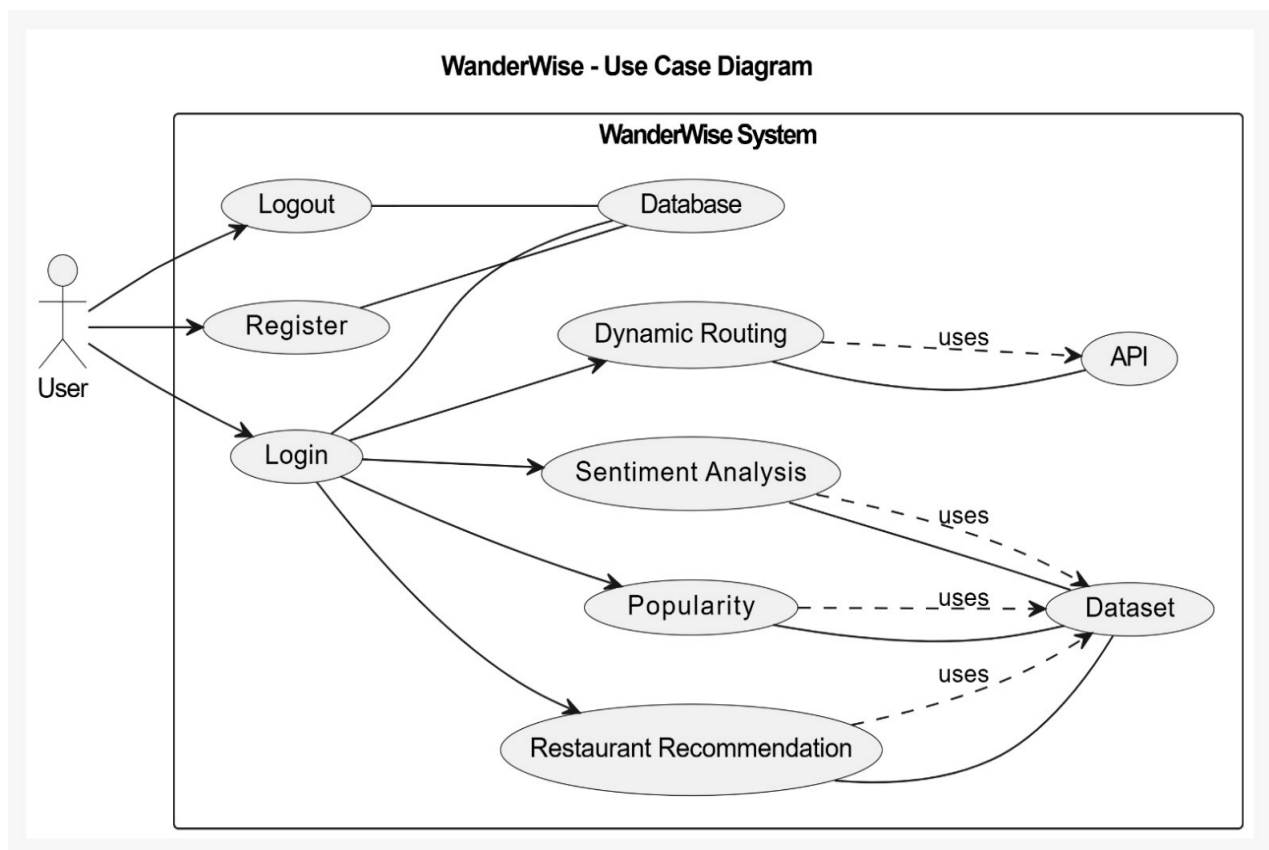 WanderWise - Use Case Diagram
WanderWise System
Logout
Database
Register
Dynamic Routing
uses
API
User
Login
Sentiment Analysis
uses
Popularity
uses
Dataset
uses
Restaurant Recommendation